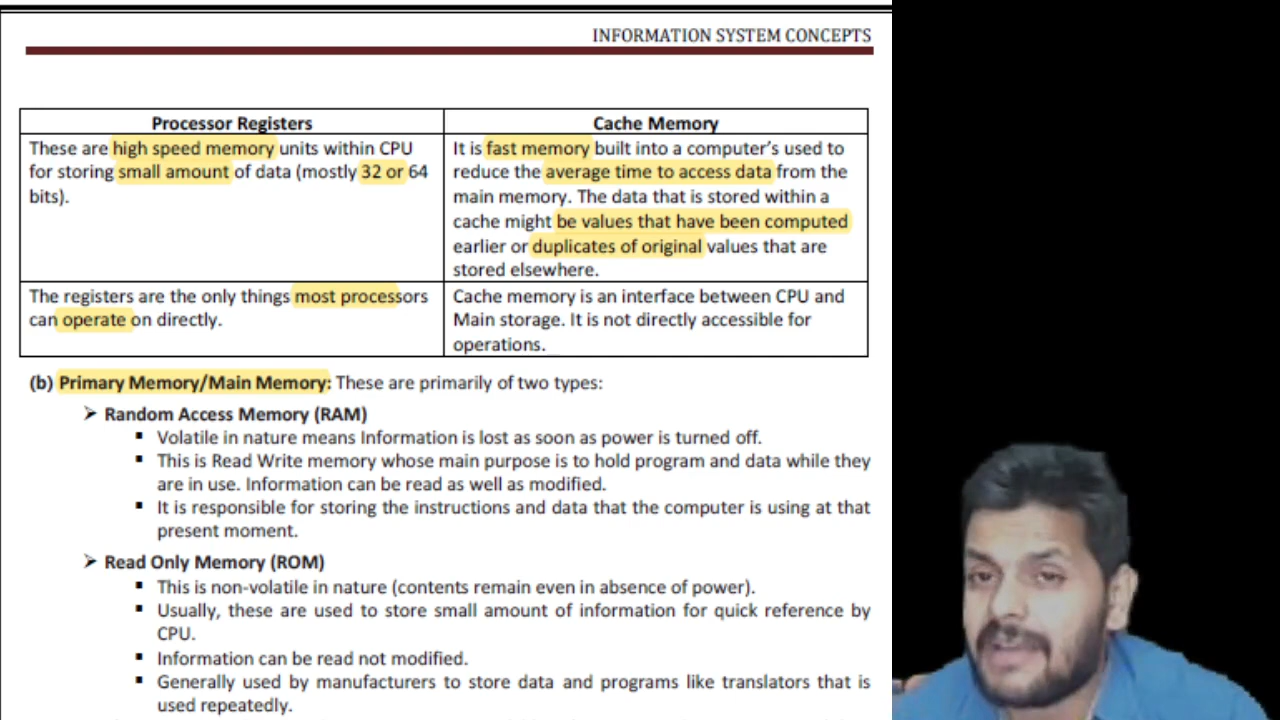 INFORMATION SYSTEM CONCEPTS
Processor Registers
Cache Memory
These are high speed memory units within CPU
for storing small amount of data (mostly 32 or 64
bits).
It is fast memory built into a computer's used to
reduce the average time to access data from the
main memory. The data that is stored within a
cache might be values that have been computed
earlier or duplicates of original values that are
stored elsewhere.
The registers are the only things most processors
can operate on directly.
Cache memory is an interface between CPU and
Main storage. It is not directly accessible for
operations.
(b) Primary Memory/Main Memory: These are primarily of two types:
➢ Random Access Memory (RAM)
▪ Volatile in nature means Information is lost as soon as power is turned off.
▪ This is Read Write memory whose main purpose is to hold program and data while they
are in use. Information can be read as well as modified.
▪ It is responsible for storing the instructions and data that the computer is using at that
present moment.
➢ Read Only Memory (ROM)
▪ This is non-volatile in nature (contents remain even in absence of power).
▪ Usually, these are used to store small amount of information for quick reference by
CPU.
▪ Information can be read not modified.
▪ Generally used by manufacturers to store data and programs like translators that is
used repeatedly.